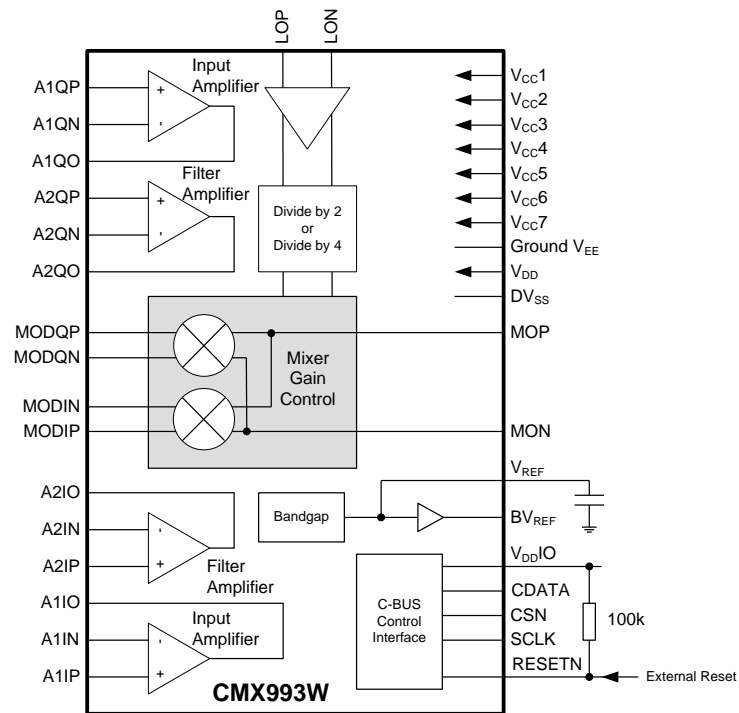 LOP
LON
A1QP
A1QN
A1QO
A2QP
A2QN
A2QO
Input
Amplifier
+
-
Filter
Amplifier
+
-
Divide by 2
or
Divide by 4
VCC1
VCC2
VCC3
VCC4
VCC5
VCC6
VCC7
Ground VEE
VDD
DVSS
MODQP
MODQN
MODIN
MODIP
Mixer
Gain
Control
MOP
MON
A2IO
A2IN
A2IP
A1IO
A1IN
A1IP
-
+
Filter
Amplifier
Input
Amplifier
-
+
Bandgap
VREF
BVREF
C-BUS
Control
Interface
VDDIO
CDATA
CSN
SCLK
RESETN
100k
External Reset
CMX993W